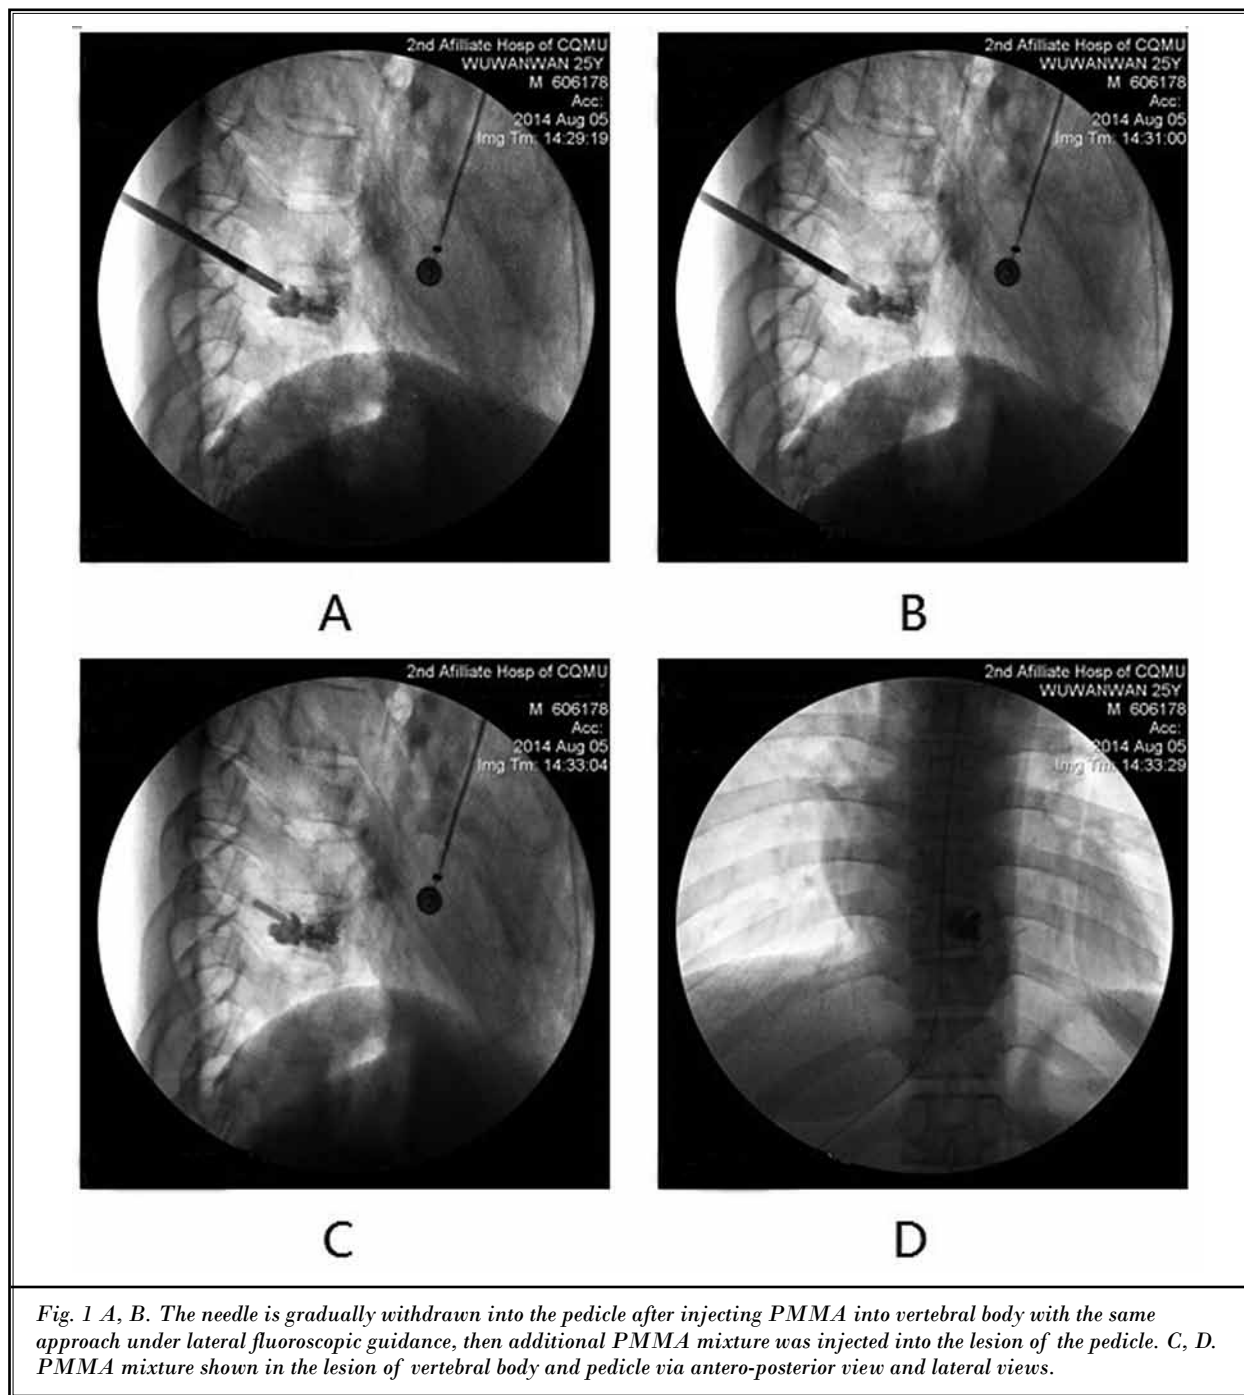 2nd Afilliate Hosp of CQMU
WUWANWAN 25Y
M 606178
Acc:
2014 Aug 05
Img Tm: 14:29:19
2nd Afilliate Hosp of CQMU
WUWANWAN 25Y
M 606178
Acc:
2014 Aug 05
Img Tm: 14:31:00
A
B
2nd Afilliate Hosp of CQMU
M 606178
Acc:
2014 Aug 05
Img Tm: 14:33:04
2nd Afilliate Hosp of CQMU
WUWANWAN 25Y
M 606178
Acc:
2014 Aug 05
Img Tm: 14:33:29
C
D
Fig. 1 A, B. The needle is gradually withdrawn into the pedicle after injecting PMMA into vertebral body with the same
approach under lateral fluoroscopic guidance, then additional PMMA mixture was injected into the lesion of the pedicle. C, D.
PMMA mixture shown in the lesion of vertebral body and pedicle via antero-posterior view and lateral views.